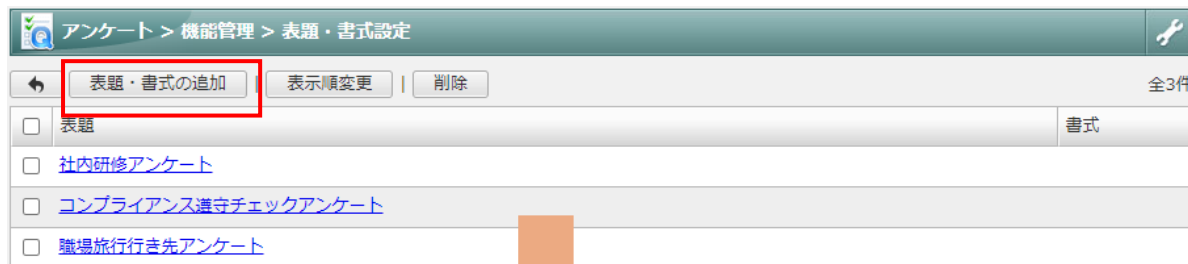 アンケート > 機能管理 > 表題・書式設定
表題・書式の追加 | 表示順変更 | 削除 全3件
表題 書式
社内研修アンケート
コンプライアンス遵守チェックアンケート
職場旅行行き先アンケート